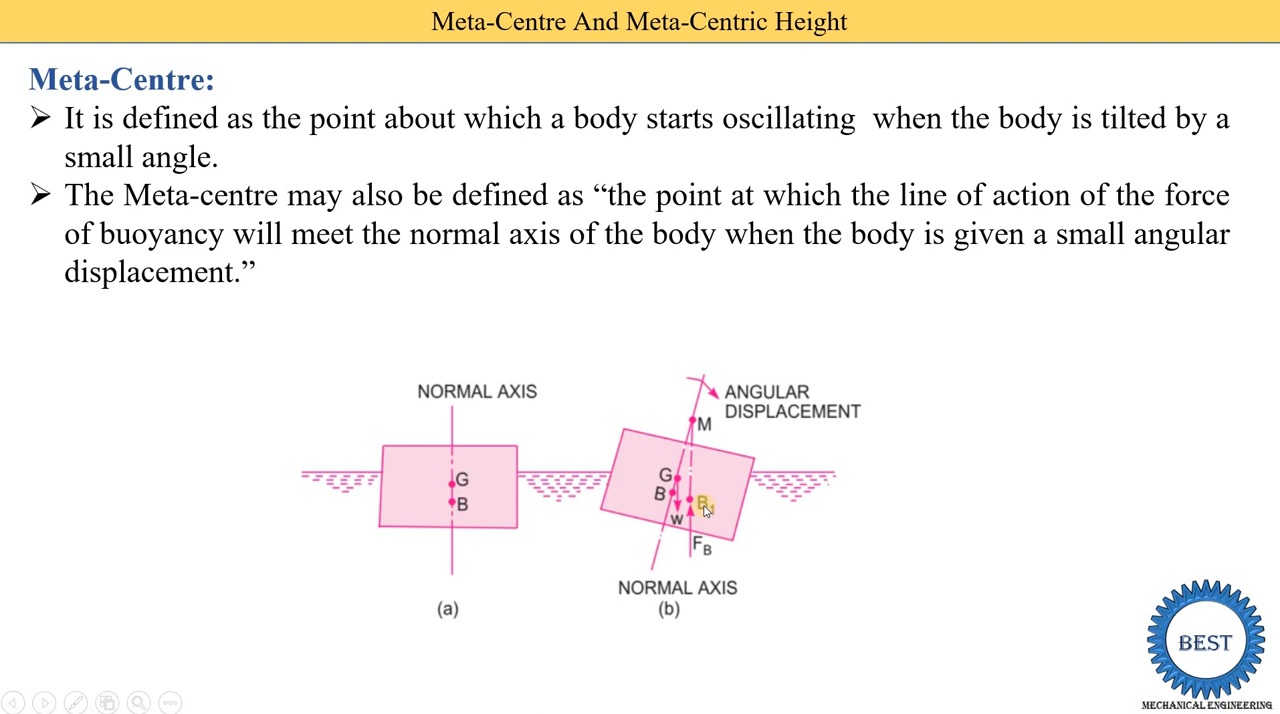 Meta-Centre And Meta-Centric Height
Meta-Centre:
➢ It is defined as the point about which a body starts oscillating when the body is tilted by a
small angle.
➢ The Meta-centre may also be defined as “the point at which the line of action of the force
of buoyancy will meet the normal axis of the body when the body is given a small angular
displacement.”
NORMAL AXIS
G
B
(a)
ANGULAR
DISPLACEMENT
M
G
B
B1
W
FB
NORMAL AXIS
(b)
BEST
MECHANICAL ENGINEERING